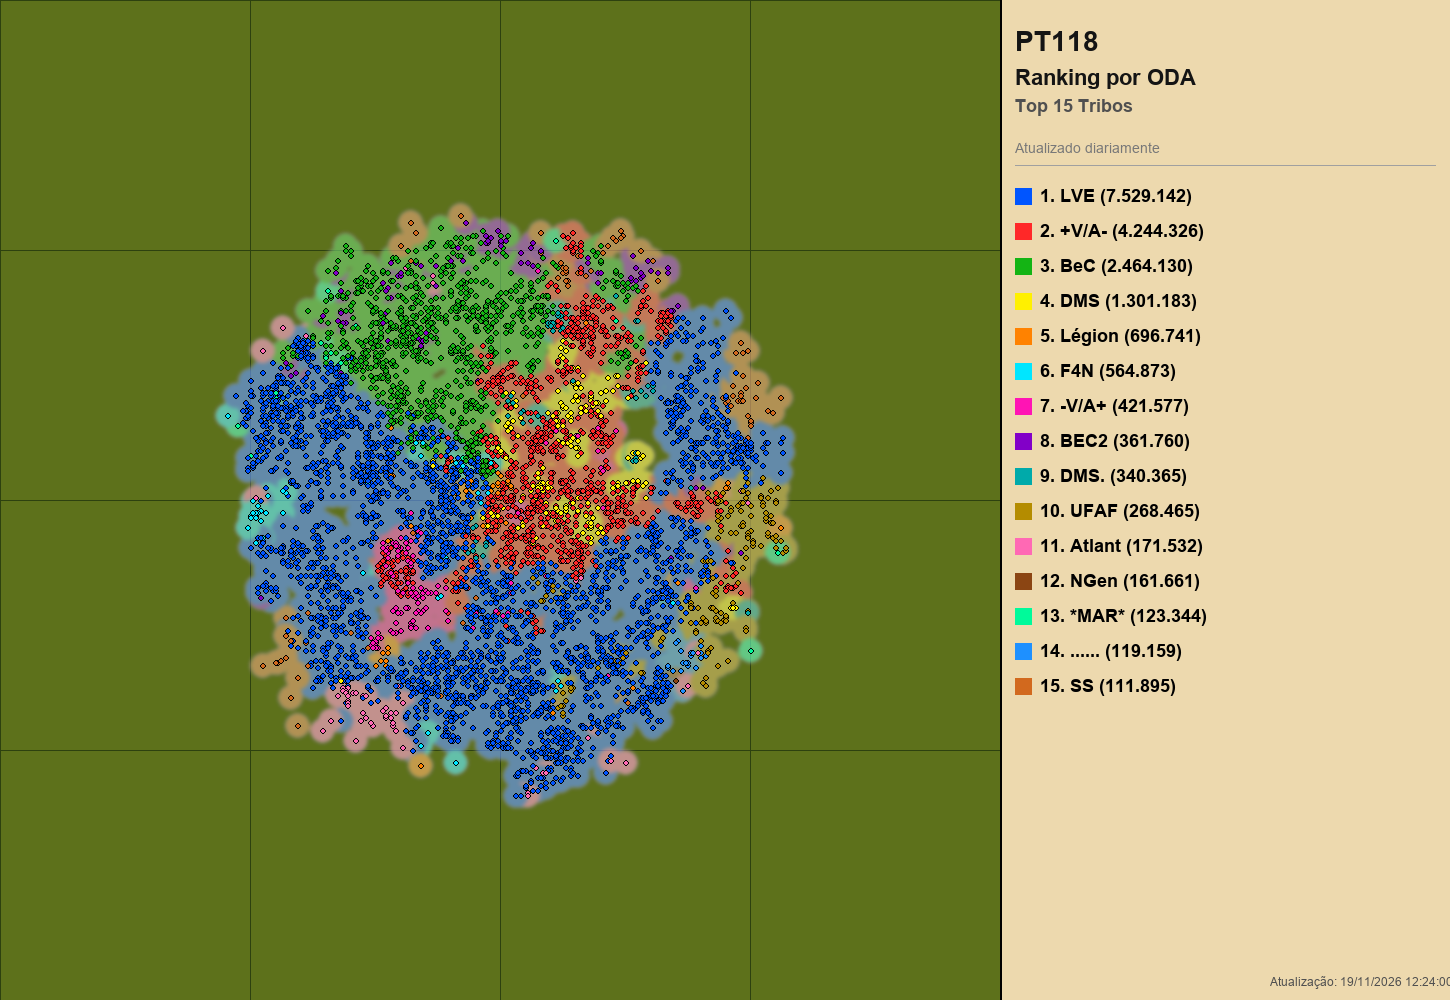 PT118
Ranking por ODA
Top 15 Tribos
Atualizado diariamente
1. LVE (7.529.142)
2. +V/A- (4.244.326)
3. BeC (2.464.130)
4. DMS (1.301.183)
5. Légion (696.741)
6. F4N (564.873)
7. -V/A+ (421.577)
8. BEC2 (361.760)
9. DMS. (340.365)
10. UFAF (268.465)
11. Atlant (171.532)
12. NGen (161.661)
13. *MAR* (123.344)
14. ...... (119.159)
15. SS (111.895)
Atualização: 19/11/2026 12:24:00